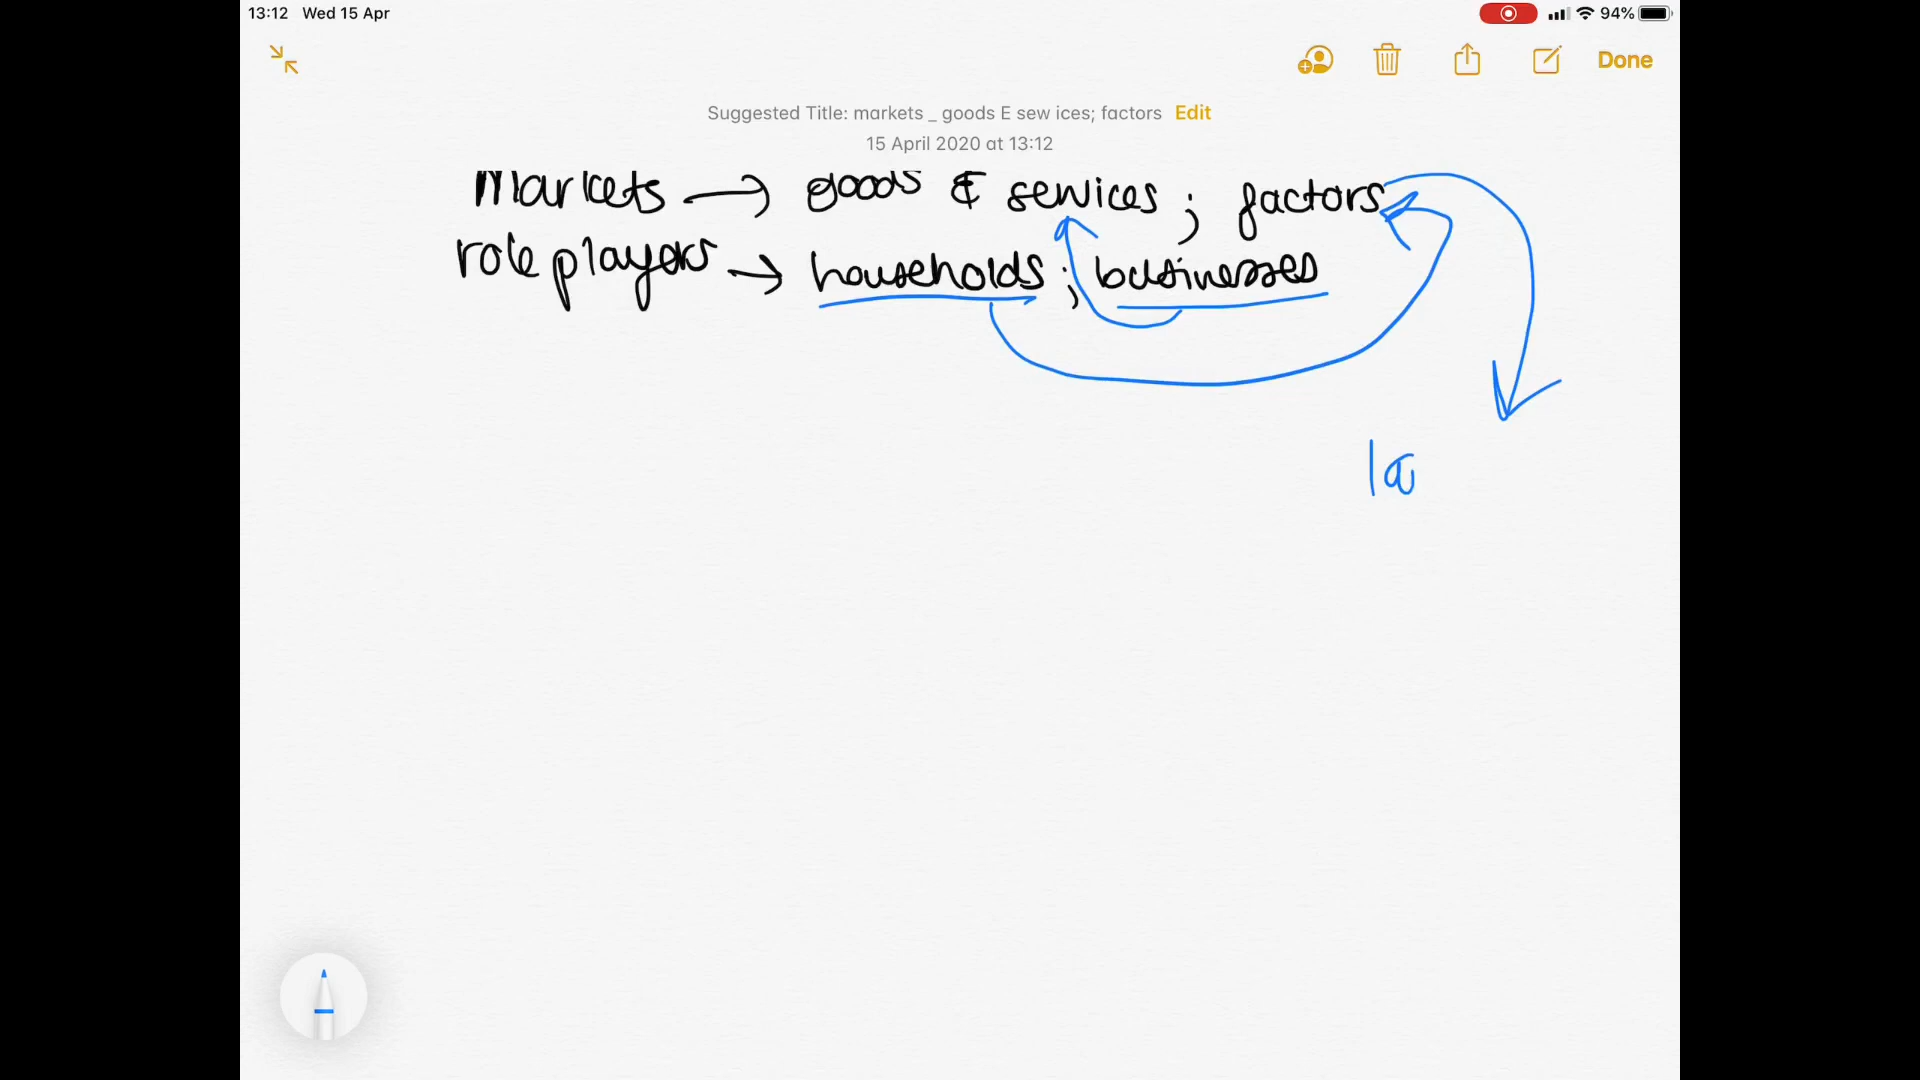 13:12 Wed 15 Apr 94%
Done
Suggested Title: markets _ goods E sew ices; factors Edit
15 April 2020 at 13:12
Markets → goods & services ; factors
role players → households ; businesses
la